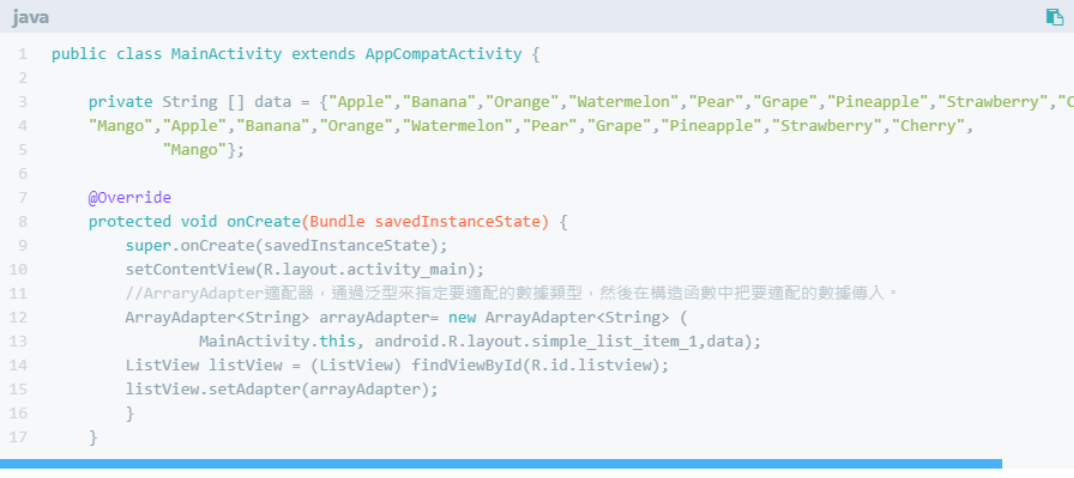 java
1 public class MainActivity extends AppCompatActivity {
2
3 private String [] data = {"Apple","Banana","Orange","Watermelon","Pear","Grape","Pineapple","Strawberry","C
4 "Mango","Apple","Banana","Orange","Watermelon","Pear","Grape","Pineapple","Strawberry","Cherry",
5 "Mango"};
6
7 @Override
8 protected void onCreate(Bundle savedInstanceState) {
9 super.onCreate(savedInstanceState);
10 setContentView(R.layout.activity_main);
11 //ArraryAdapter適配器，通過泛型來指定要適配的數據類型，然後在構造函數中把要適配的數據傳入。
12 ArrayAdapter<String> arrayAdapter= new ArrayAdapter<String> (
13 MainActivity.this, android.R.layout.simple_list_item_1,data);
14 ListView listView = (ListView) findViewById(R.id.listview);
15 listView.setAdapter(arrayAdapter);
16 }
17 }